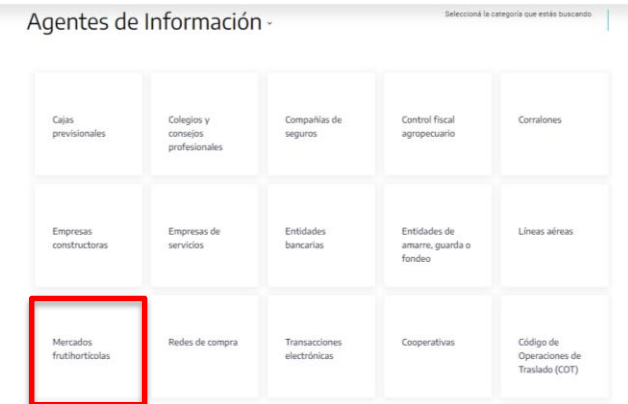 Agentes de Información
Seleccioná la categoría que estás buscando
Cajas
previsionales
Colegios y
consejos
profesionales
Compañías de
seguros
Control fiscal
agropecuario
Corralones
Empresas
constructoras
Empresas de
servicios
Entidades
bancarias
Entidades de
amarre, guarda o
fondeo
Líneas aéreas
Mercados
frutihortícolas
Redes de compra
Transacciones
electrónicas
Cooperativas
Código de
Operaciones de
Traslado (COT)